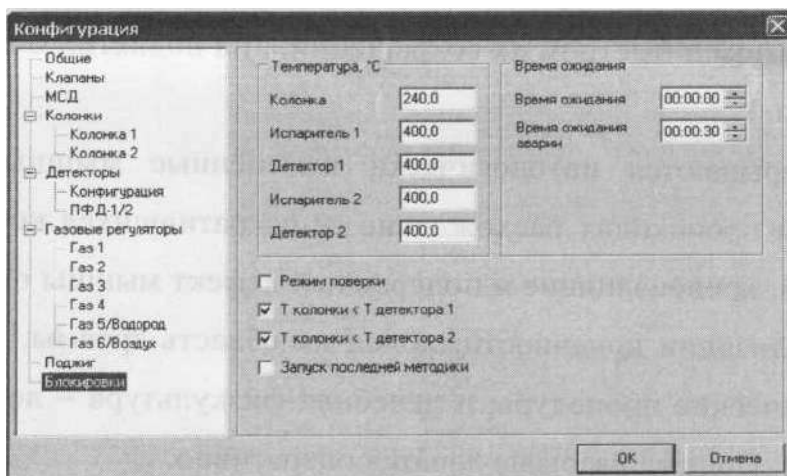 Конфигурация
Общие
Клапаны
МСД
Колонки
Колонка 1
Колонка 2
Детекторы
Конфигурация
ПФД-1/2
Газовые регуляторы
Газ 1
Газ 2
Газ 3
Газ 4
Газ 5/Водород
Газ 6/Воздух
Поджиг
Блокировки
Температура, °C
Колонка 240,0
Испаритель 1 400,0
Детектор 1 400,0
Испаритель 2 400,0
Детектор 2 400,0
Режим поверки
Т колонки < Т детектора 1
Т колонки < Т детектора 2
Запуск последней методики
Время ожидания
Время ожидания 00:00:00
Время ожидания аварии 00:00:30
OK Отмена